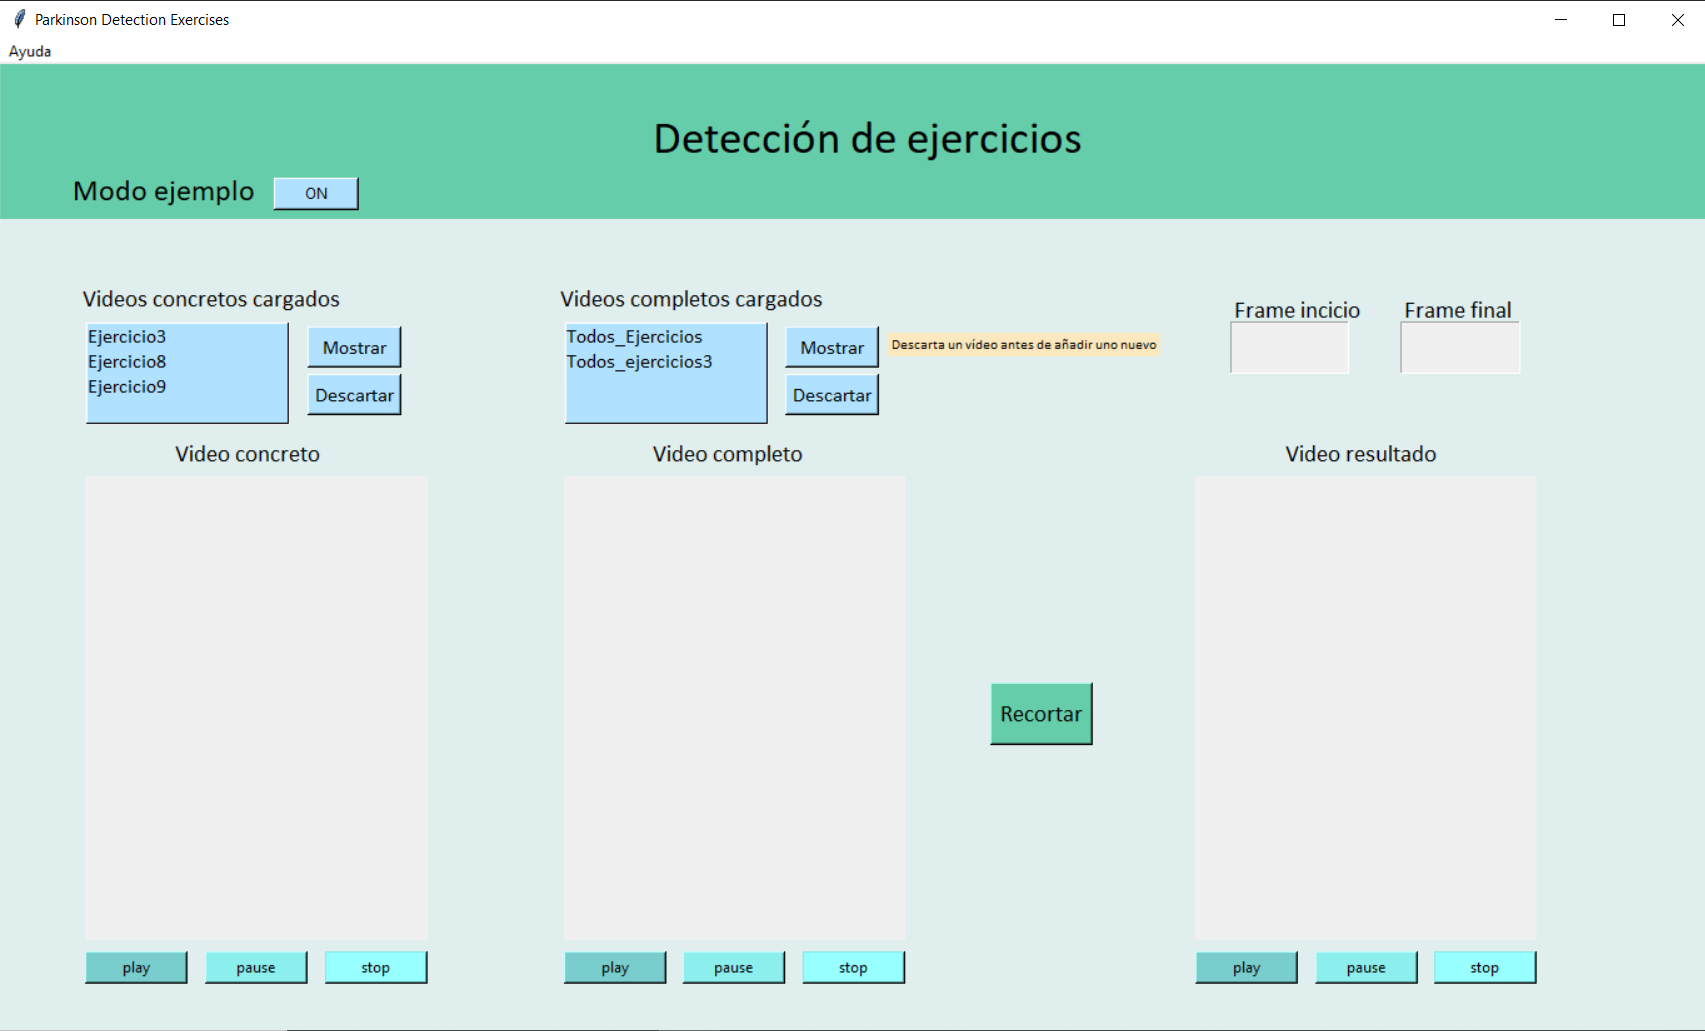 Parkinson Detection Exercises
Ayuda
Detección de ejercicios
Modo ejemplo ON
Videos concretos cargados
Ejercicio3
Ejercicio8
Ejercicio9
Mostrar
Descartar
Videos completos cargados
Todos_Ejercicios
Todos_ejercicios3
Mostrar
Descartar
Descarta un vídeo antes de añadir uno nuevo
Frame incicio
Frame final
Video concreto
Video completo
Video resultado
Recortar
play pause stop
play pause stop
play pause stop